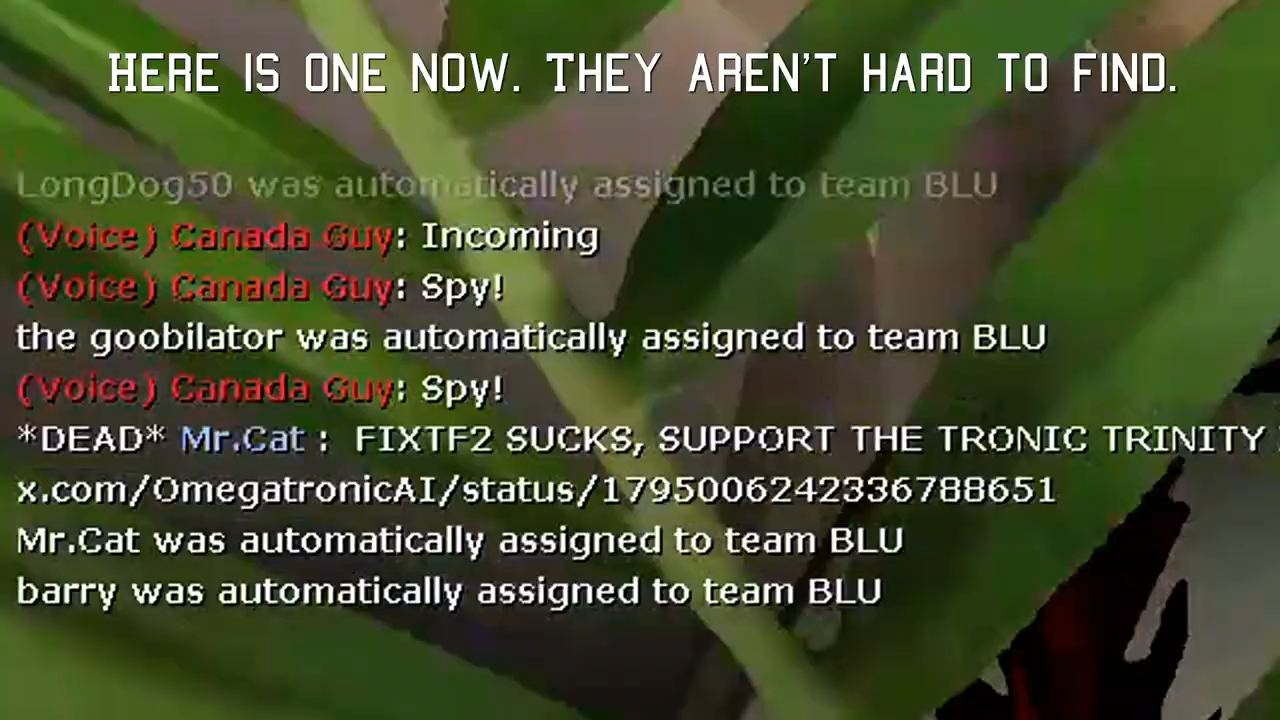 HERE IS ONE NOW. THEY AREN'T HARD TO FIND.
LongDog50 was automatically assigned to team BLU
(Voice) Canada Guy: Incoming
(Voice) Canada Guy: Spy!
the goobilator was automatically assigned to team BLU
(Voice) Canada Guy: Spy!
*DEAD* Mr.Cat : FIXTF2 SUCKS, SUPPORT THE TRONIC TRINITY
x.com/OmegatronicAI/status/1795006242336788651
Mr.Cat was automatically assigned to team BLU
barry was automatically assigned to team BLU